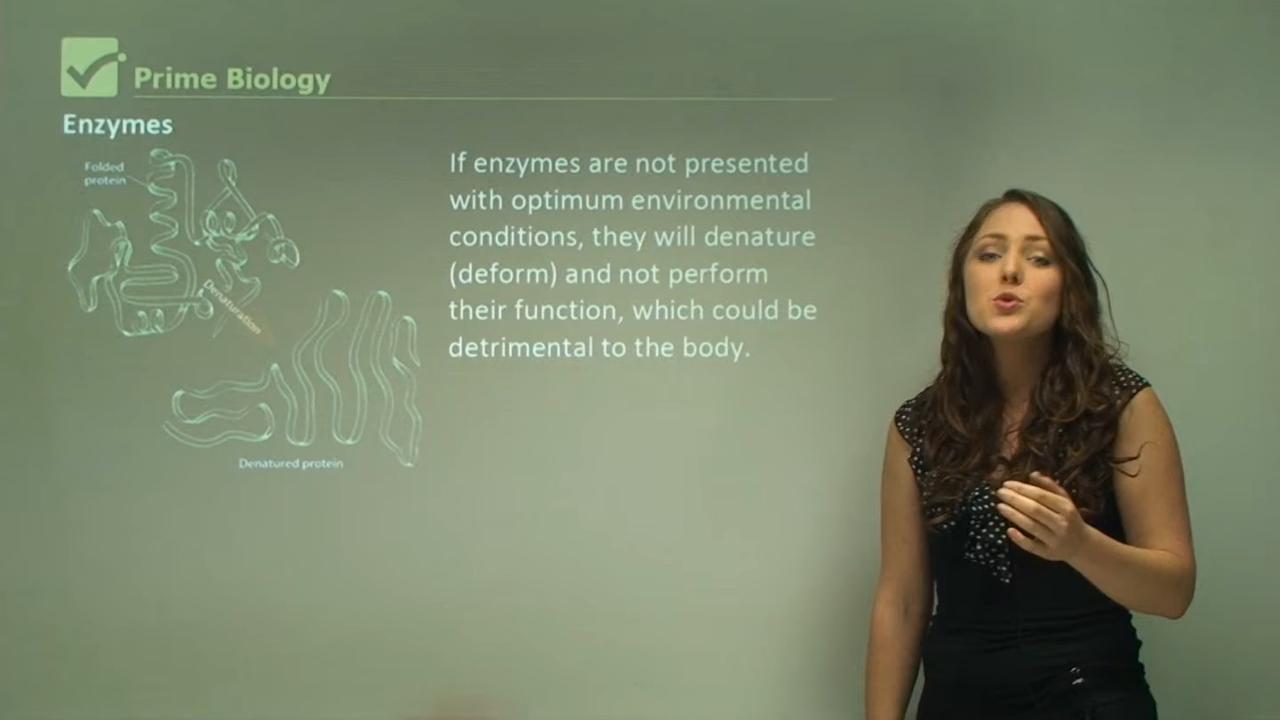 Prime Biology
Enzymes
Folded
protein
Denaturation
Denatured protein
If enzymes are not presented
with optimum environmental
conditions, they will denature
(deform) and not perform
their function, which could be
detrimental to the body.